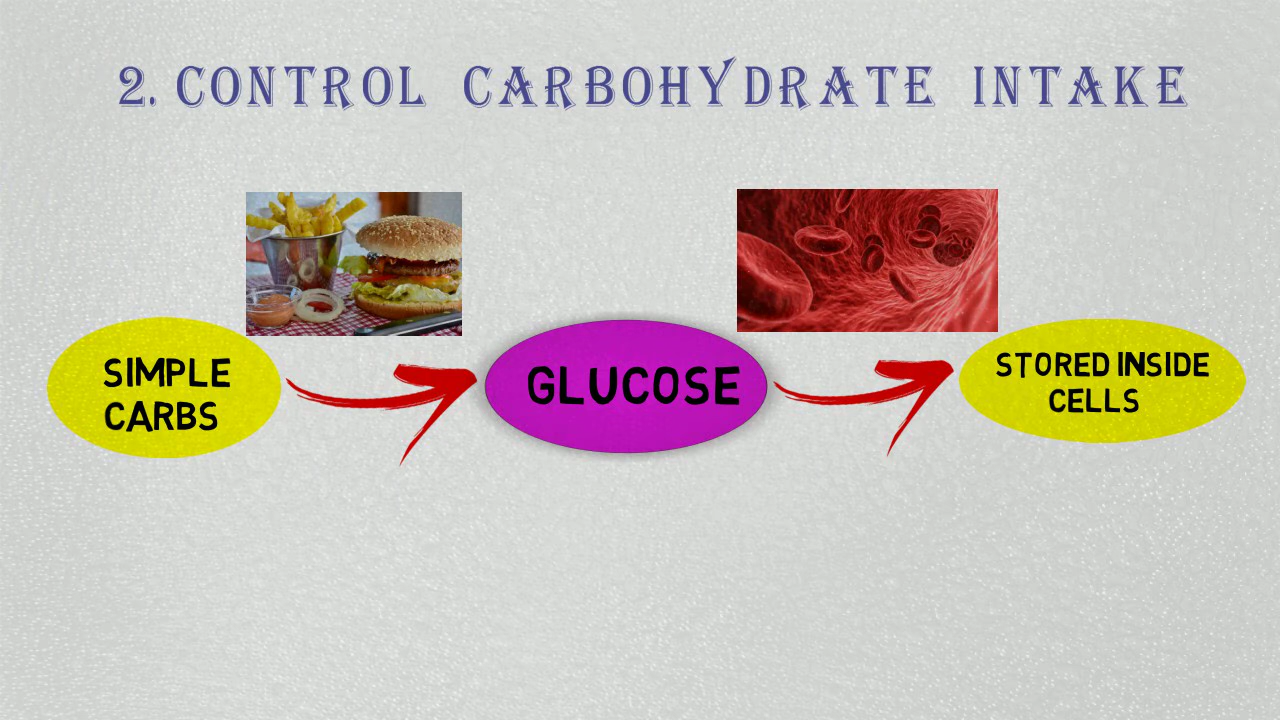 2. CONTROL CARBOHYDRATE INTAKE
SIMPLE
CARBS
GLUCOSE
STORED INSIDE
CELLS